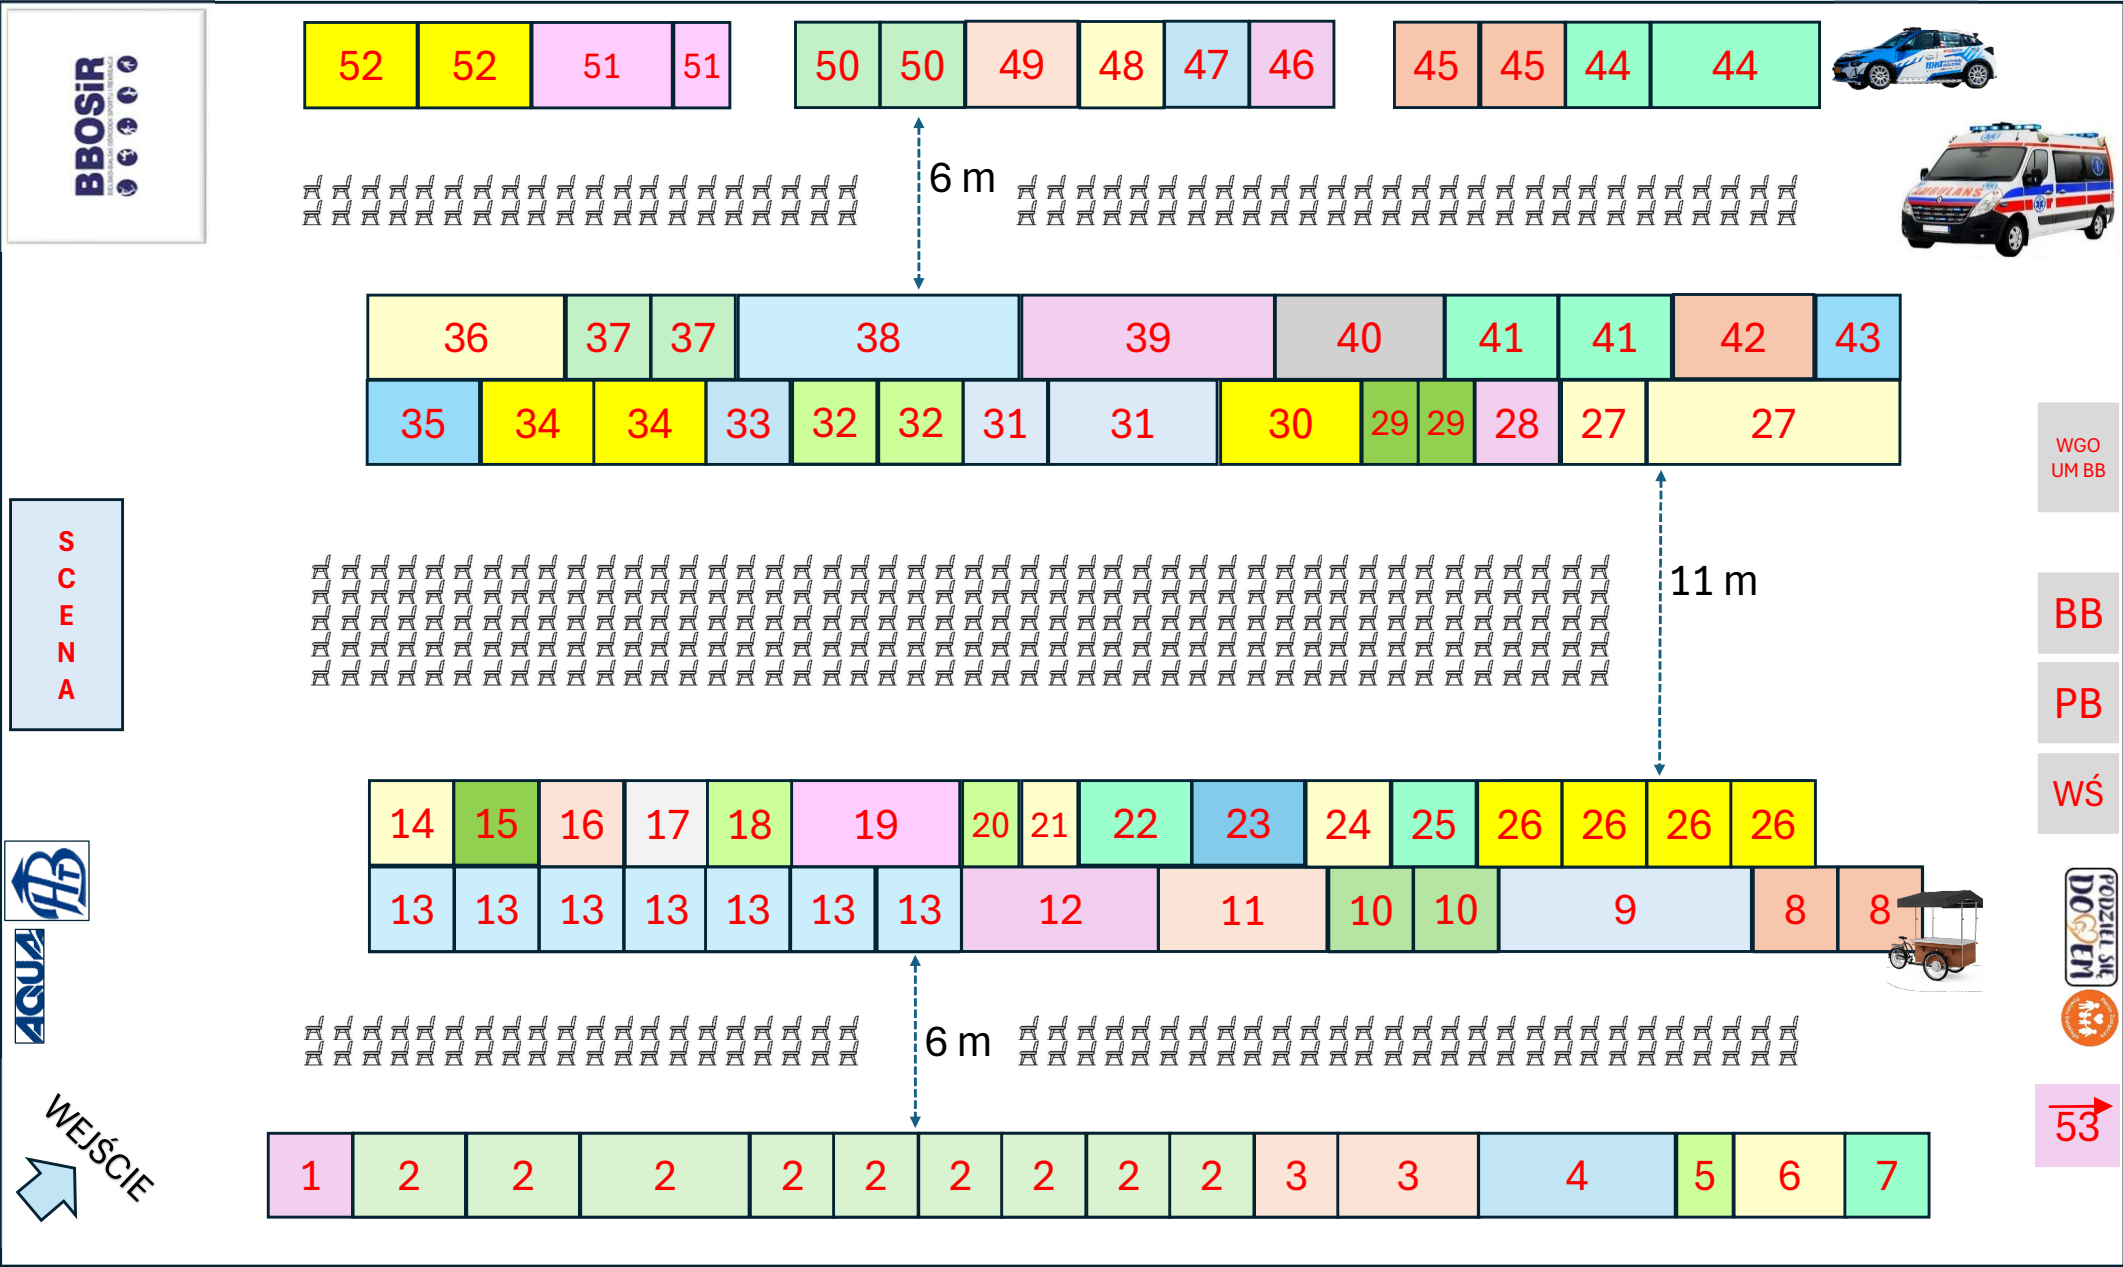 BBOSiR
52 52 51 51 50 50 49 48 47 46 45 45 44 44
AMBULANS
6 m
36 37 37 38 39 40 41 41 42 43
35 34 34 33 32 32 31 31 30 29 29 28 27 27
WGO
UM BB
S
C
E
N
A
11 m
BB
PB
WŚ
14 15 16 17 18 19 20 21 22 23 24 25 26 26 26 26
13 13 13 13 13 13 13 12 11 10 10 9 8 8
PODZIEL SIĘ
DOMEM
AQUA
6 m
WEJŚCIE
53
1 2 2 2 2 2 2 2 2 2 3 3 4 5 6 7